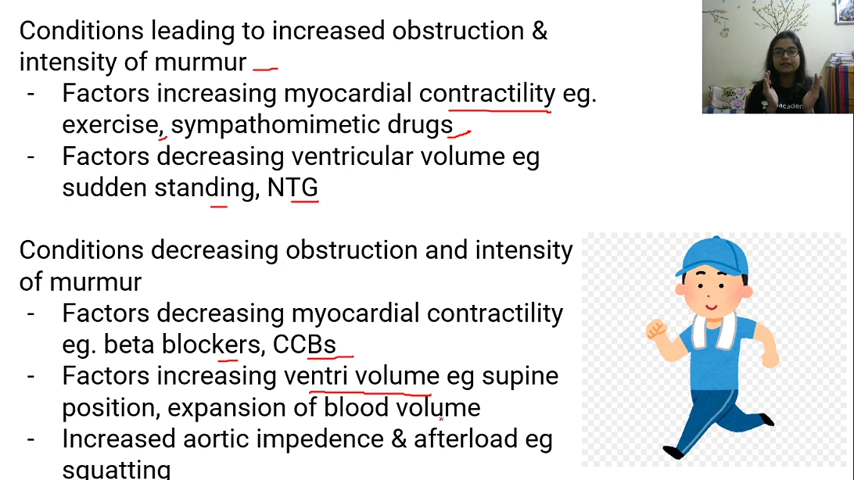 Conditions leading to increased obstruction &
intensity of murmur
- Factors increasing myocardial contractility eg.
exercise, sympathomimetic drugs
- Factors decreasing ventricular volume eg
sudden standing, NTG
Conditions decreasing obstruction and intensity
of murmur
- Factors decreasing myocardial contractility
eg. beta blockers, CCBs
- Factors increasing ventri volume eg supine
position, expansion of blood volume
- Increased aortic impedence & afterload eg
squatting